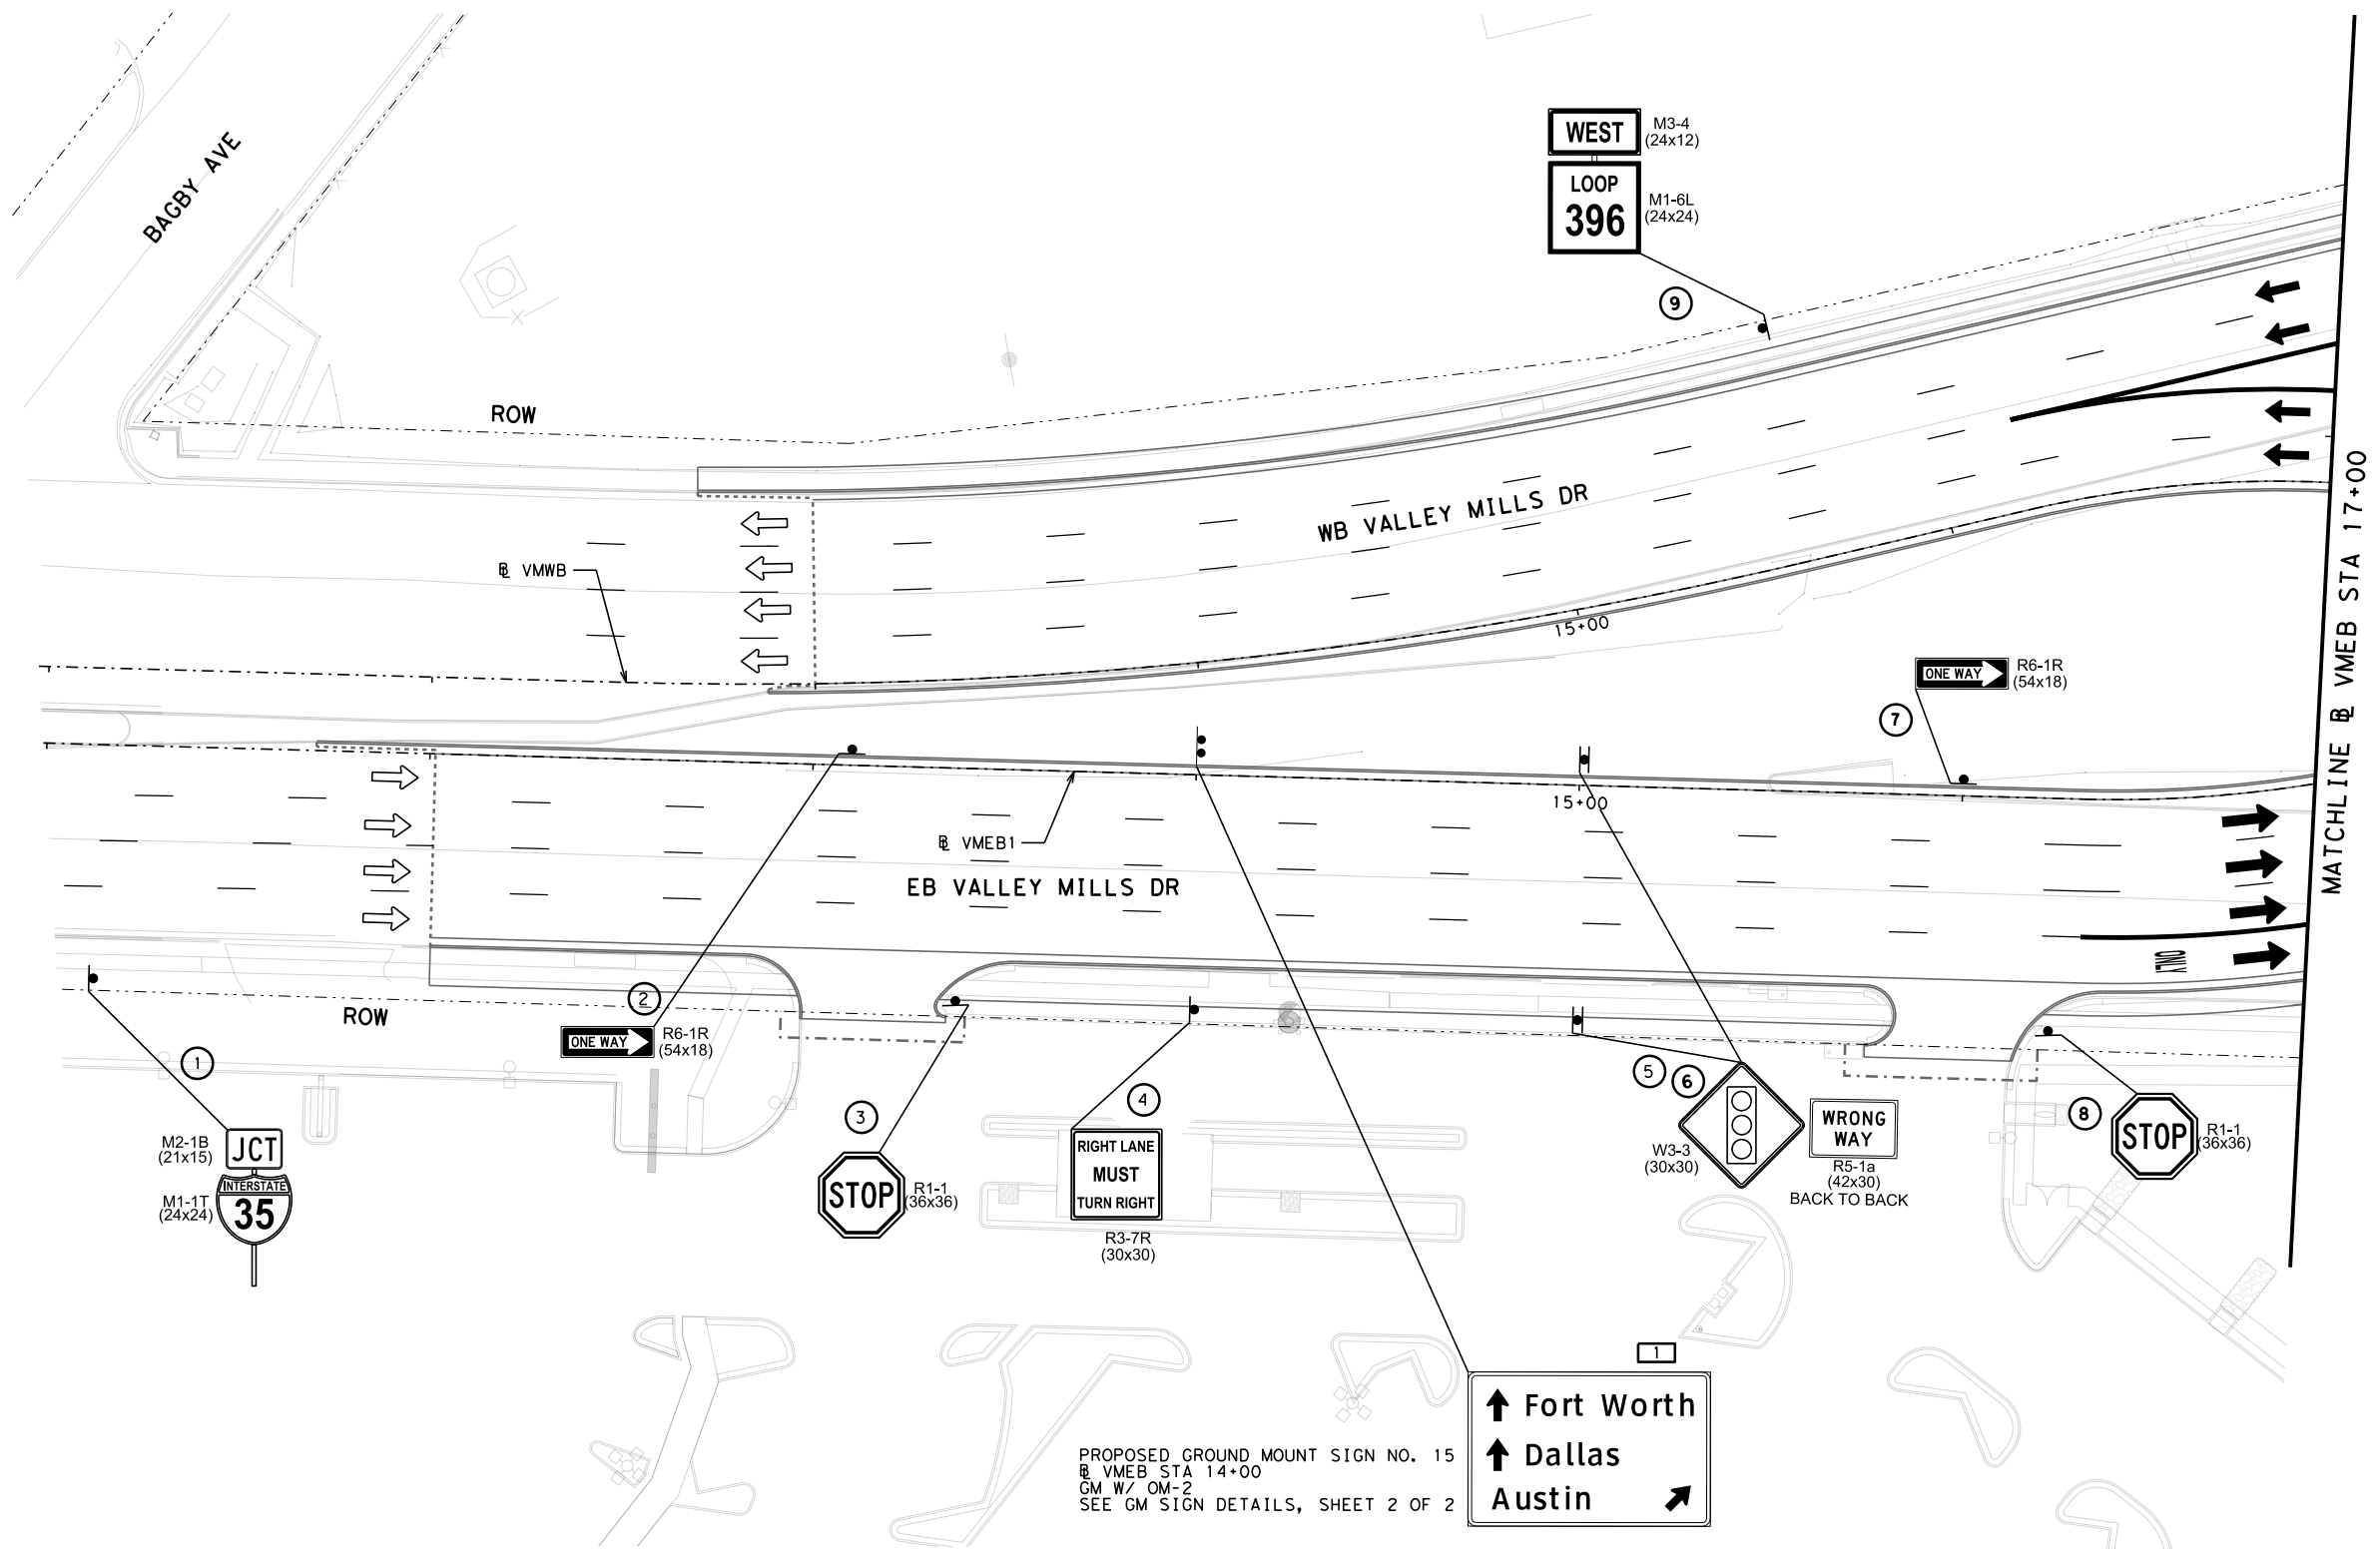 BAGBY AVE
WEST
M3-4
(24x12)
LOOP
396
M1-6L
(24x24)
9
ROW
WB VALLEY MILLS DR
℄ VMWB
15+00
ONE WAY
R6-1R
(54x18)
7
MATCHLINE ℄ VMEB STA 17+00
15+00
℄ VMEB1
EB VALLEY MILLS DR
ONLY
ROW
2
ONE WAY
R6-1R
(54x18)
1
M2-1B
(21x15)
JCT
M1-1T
(24x24)
INTERSTATE
35
3
STOP
R1-1
(36x36)
4
RIGHT LANE
MUST
TURN RIGHT
R3-7R
(30x30)
5
6
W3-3
(30x30)
WRONG
WAY
R5-1a
(42x30)
BACK TO BACK
8
STOP
R1-1
(36x36)
1
Fort Worth
Dallas
Austin
PROPOSED GROUND MOUNT SIGN NO. 15
℄ VMEB STA 14+00
GM W/ OM-2
SEE GM SIGN DETAILS, SHEET 2 OF 2